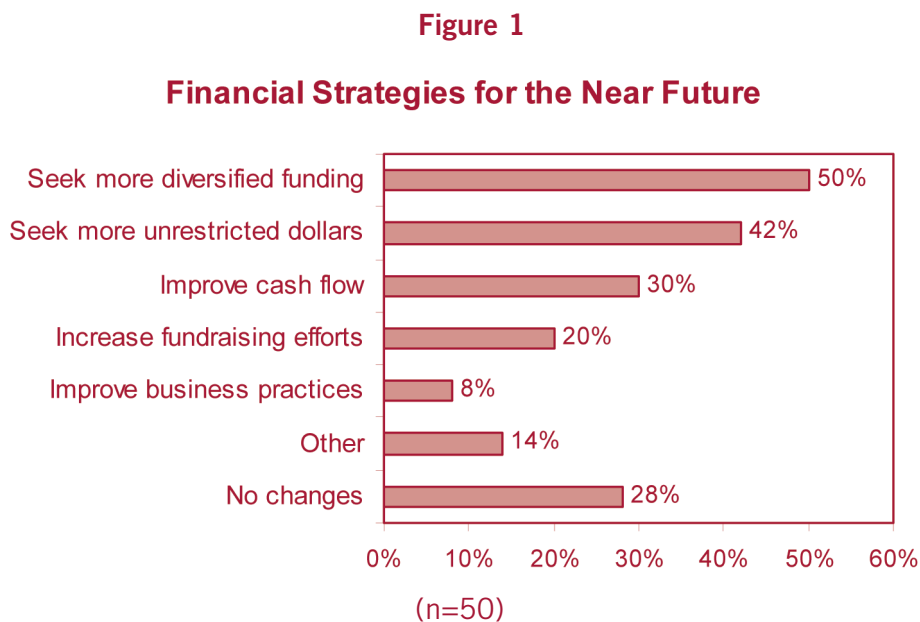 Figure 1
Financial Strategies for the Near Future
Seek more diversified funding 50%
Seek more unrestricted dollars 42%
Improve cash flow 30%
Increase fundraising efforts 20%
Improve business practices 8%
Other 14%
No changes 28%
0% 10% 20% 30% 40% 50% 60%
(n=50)